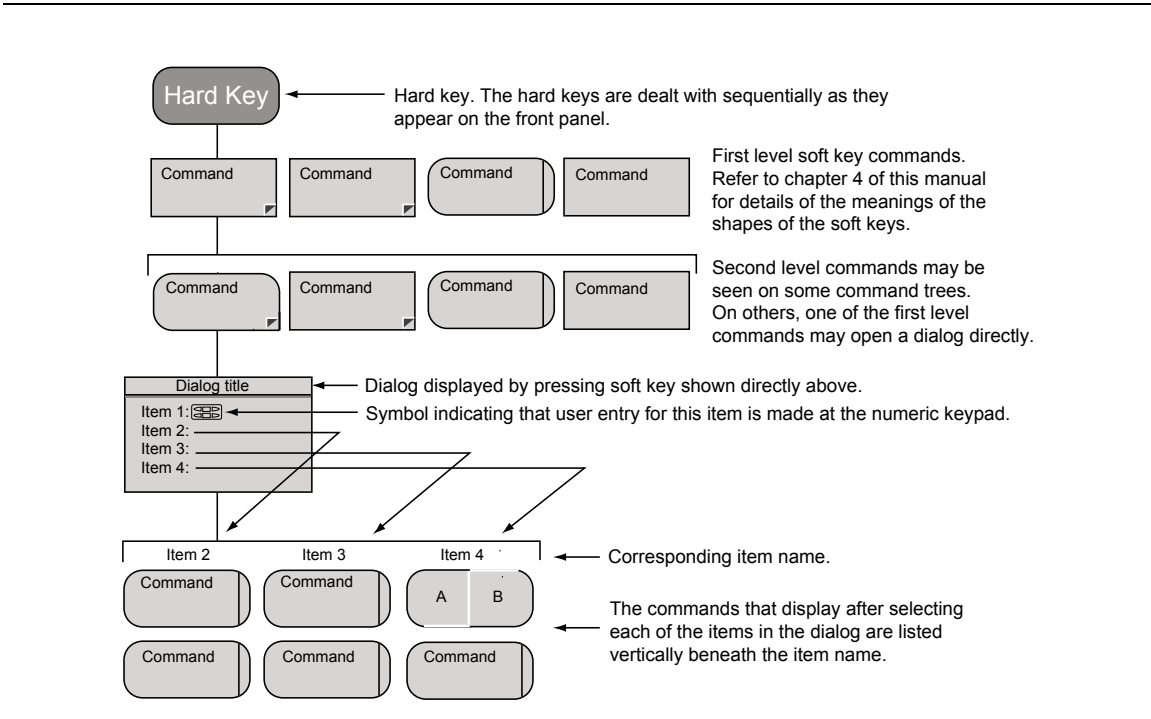 Hard Key
Hard key. The hard keys are dealt with sequentially as they
appear on the front panel.
Command
Command
Command
Command
First level soft key commands.
Refer to chapter 4 of this manual
for details of the meanings of the
shapes of the soft keys.
Command
Command
Command
Command
Second level commands may be
seen on some command trees.
On others, one of the first level
commands may open a dialog directly.
Dialog title
Dialog displayed by pressing soft key shown directly above.
Item 1:
Symbol indicating that user entry for this item is made at the numeric keypad.
Item 2:
Item 3:
Item 4:
Item 2
Item 3
Item 4
Corresponding item name.
Command
Command
A
B
The commands that display after selecting
each of the items in the dialog are listed
vertically beneath the item name.
Command
Command
Command